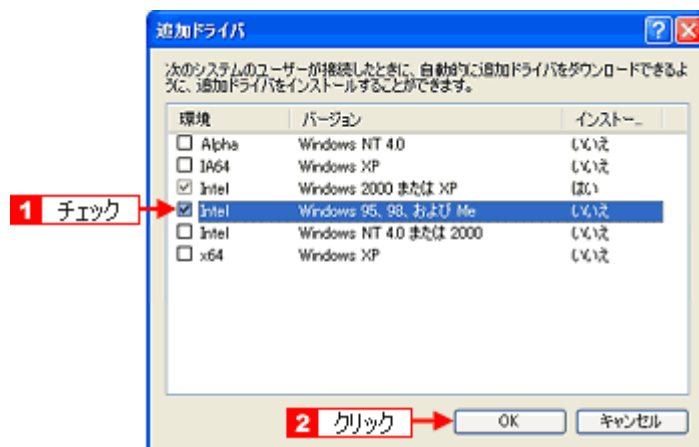 追加ドライバ
次のシステムのユーザーが接続したときに、自動的に追加ドライバをダウンロードできるよ
うに、追加ドライバをインストールすることができます。
環境 バージョン インストー...
Alpha Windows NT 4.0 いいえ
IA64 Windows XP いいえ
Intel Windows 2000 または XP はい
1 チェック Intel Windows 95、98、および Me いいえ
Intel Windows NT 4.0 または 2000 いいえ
x64 Windows XP いいえ
2 クリック OK キャンセル